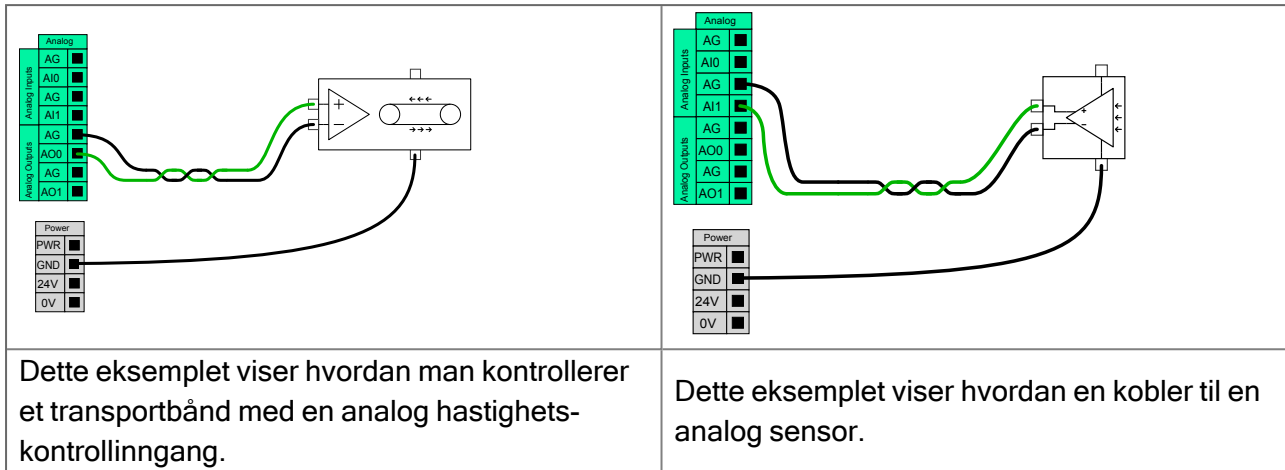 Analog
Analog Inputs
AG
AI0
AG
AI1
Analog Outputs
AG
AO0
AG
AO1
Power
PWR
GND
24V
0V
+
−
←←←
→→→
Dette eksemplet viser hvordan man kontrollerer
et transportbånd med en analog hastighets-
kontrollinngang.
Analog
Analog Inputs
AG
AI0
AG
AI1
Analog Outputs
AG
AO0
AG
AO1
Power
PWR
GND
24V
0V
+
−
Dette eksemplet viser hvordan en kobler til en
analog sensor.